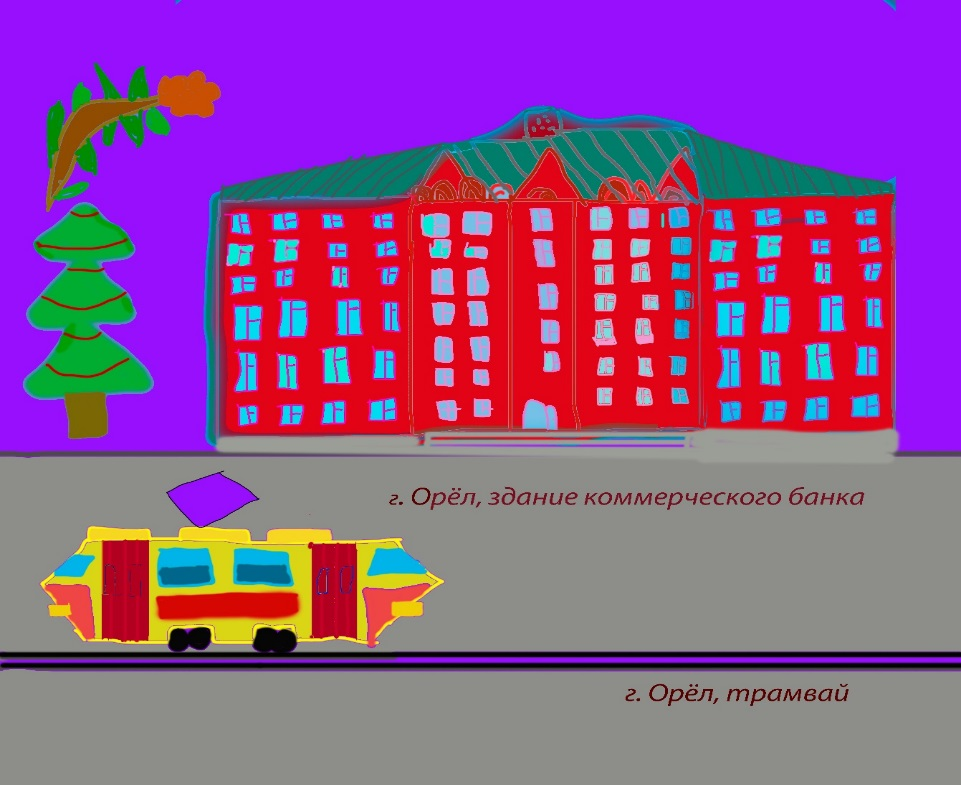 г. Орёл, здание коммерческого банка
г. Орёл, трамвай